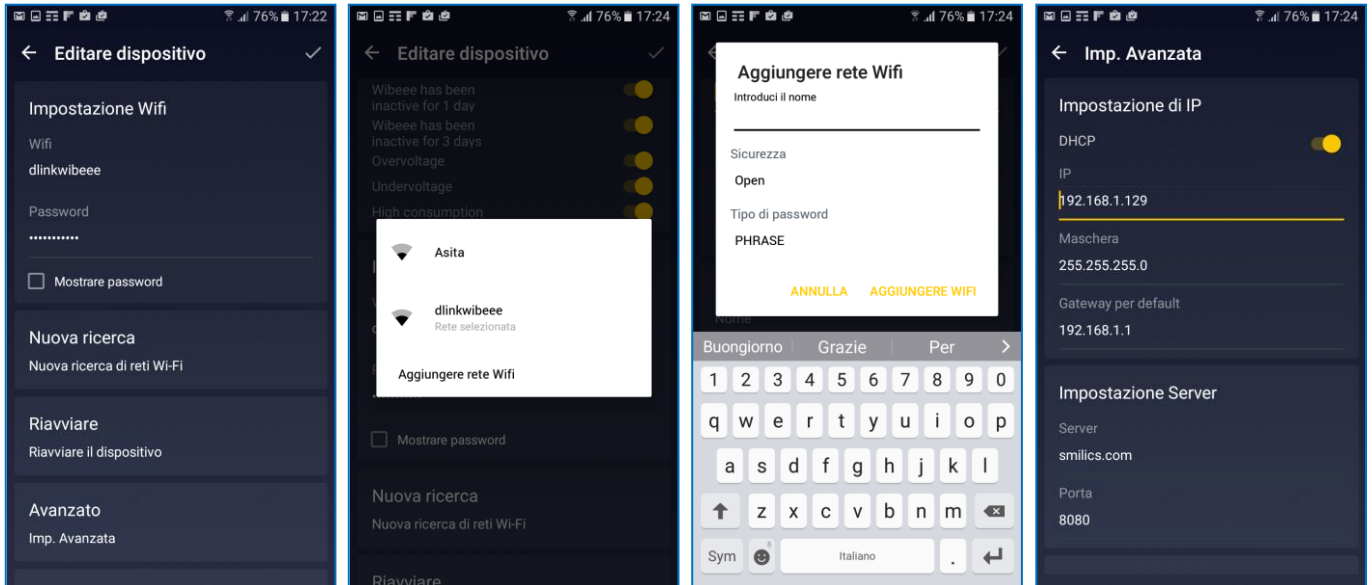 76% 17:22
Editare dispositivo
Impostazione Wifi
Wifi
dlinkwibeee
Password
•••••••••••
Mostrare password
Nuova ricerca
Nuova ricerca di reti Wi-Fi
Riavviare
Riavviare il dispositivo
Avanzato
Imp. Avanzata
76% 17:24
Editare dispositivo
Wibeee has been
inactive for 1 day
Wibeee has been
inactive for 3 days
Overvoltage
Undervoltage
High consumption
Asita
dlinkwibeee
Rete selezionata
Aggiungere rete Wifi
Mostrare password
Nuova ricerca
Nuova ricerca di reti Wi-Fi
Riavviare
76% 17:24
Aggiungere rete Wifi
Introduci il nome
Sicurezza
Open
Tipo di password
PHRASE
ANNULLA AGGIUNGERE WIFI
Nome
Buongiorno Grazie Per
1 2 3 4 5 6 7 8 9 0
q w e r t y u i o p
a s d f g h j k l
z x c v b n m
Sym Italiano .
76% 17:24
Imp. Avanzata
Impostazione di IP
DHCP
IP
192.168.1.129
Maschera
255.255.255.0
Gateway per default
192.168.1.1
Impostazione Server
Server
smilics.com
Porta
8080